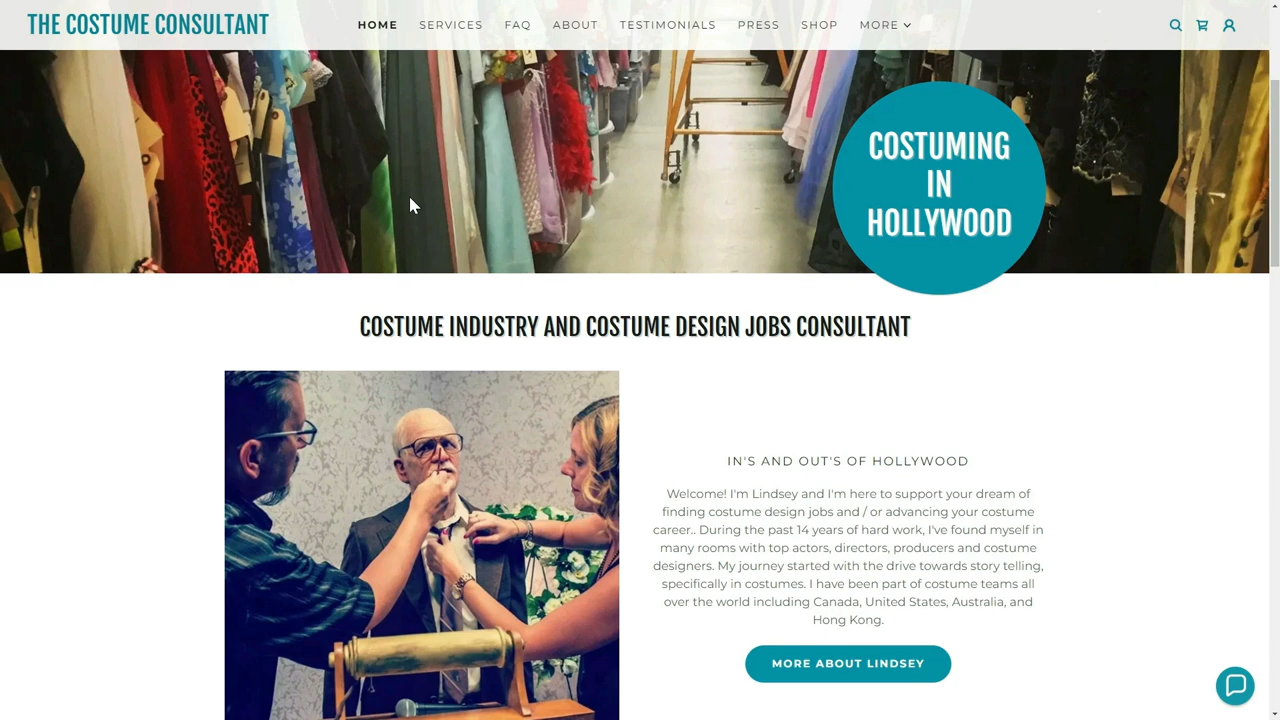 THE COSTUME CONSULTANT
HOME SERVICES FAQ ABOUT TESTIMONIALS PRESS SHOP MORE
COSTUMING
IN
HOLLYWOOD
COSTUME INDUSTRY AND COSTUME DESIGN JOBS CONSULTANT
IN'S AND OUT'S OF HOLLYWOOD
Welcome! I'm Lindsey and I'm here to support your dream of
finding costume design jobs and / or advancing your costume
career.. During the past 14 years of hard work, I've found myself in
many rooms with top actors, directors, producers and costume
designers. My journey started with the drive towards story telling,
specifically in costumes. I have been part of costume teams all
over the world including Canada, United States, Australia, and
Hong Kong.
MORE ABOUT LINDSEY